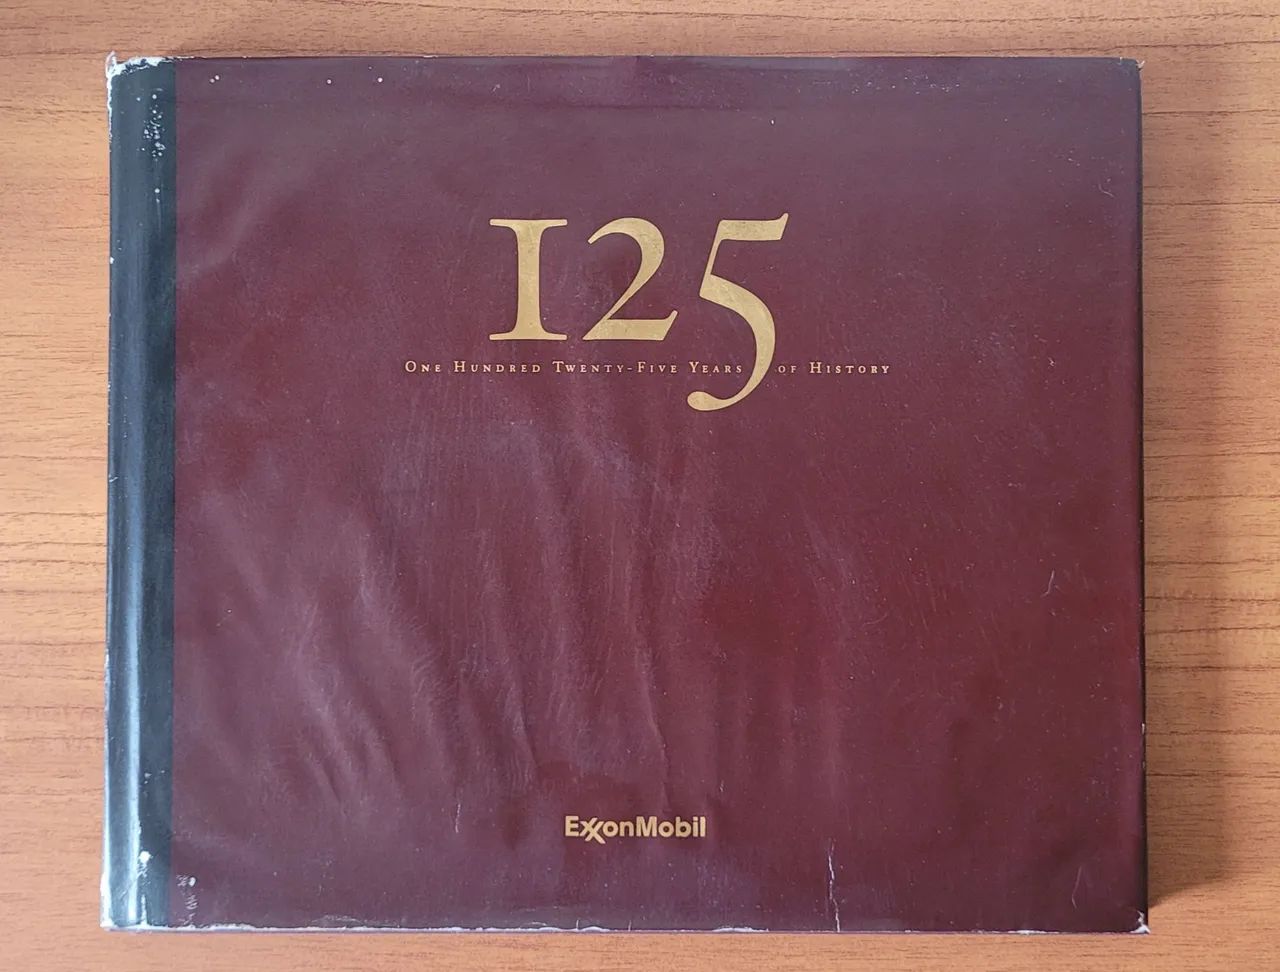 125
One Hundred Twenty-Five Years of History
ExxonMobil